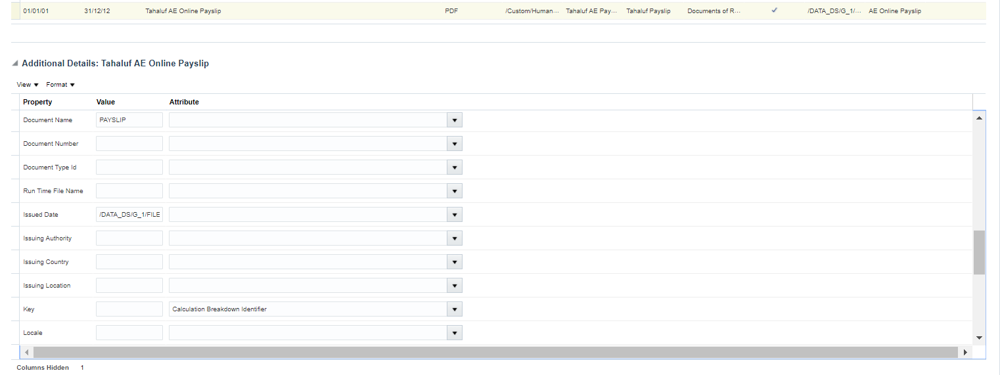 01/01/01 31/12/12 Tahaluf AE Online Payslip PDF /Custom/Human... Tahaluf AE Pay... Tahaluf Payslip Documents of R... /DATA_DS/G_1/... AE Online Payslip
Additional Details: Tahaluf AE Online Payslip
View Format
Property Value Attribute
Document Name PAYSLIP
Document Number
Document Type Id
Run Time File Name
Issued Date /DATA_DS/G_1/FILE
Issuing Authority
Issuing Country
Issuing Location
Key Calculation Breakdown Identifier
Locale
Columns Hidden 1